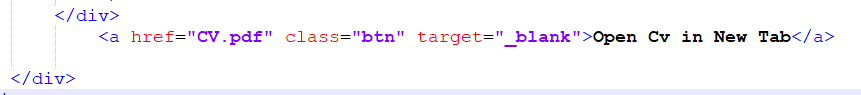 </div>
<a href="CV.pdf" class="btn" target="_blank">Open Cv in New Tab</a>
</div>